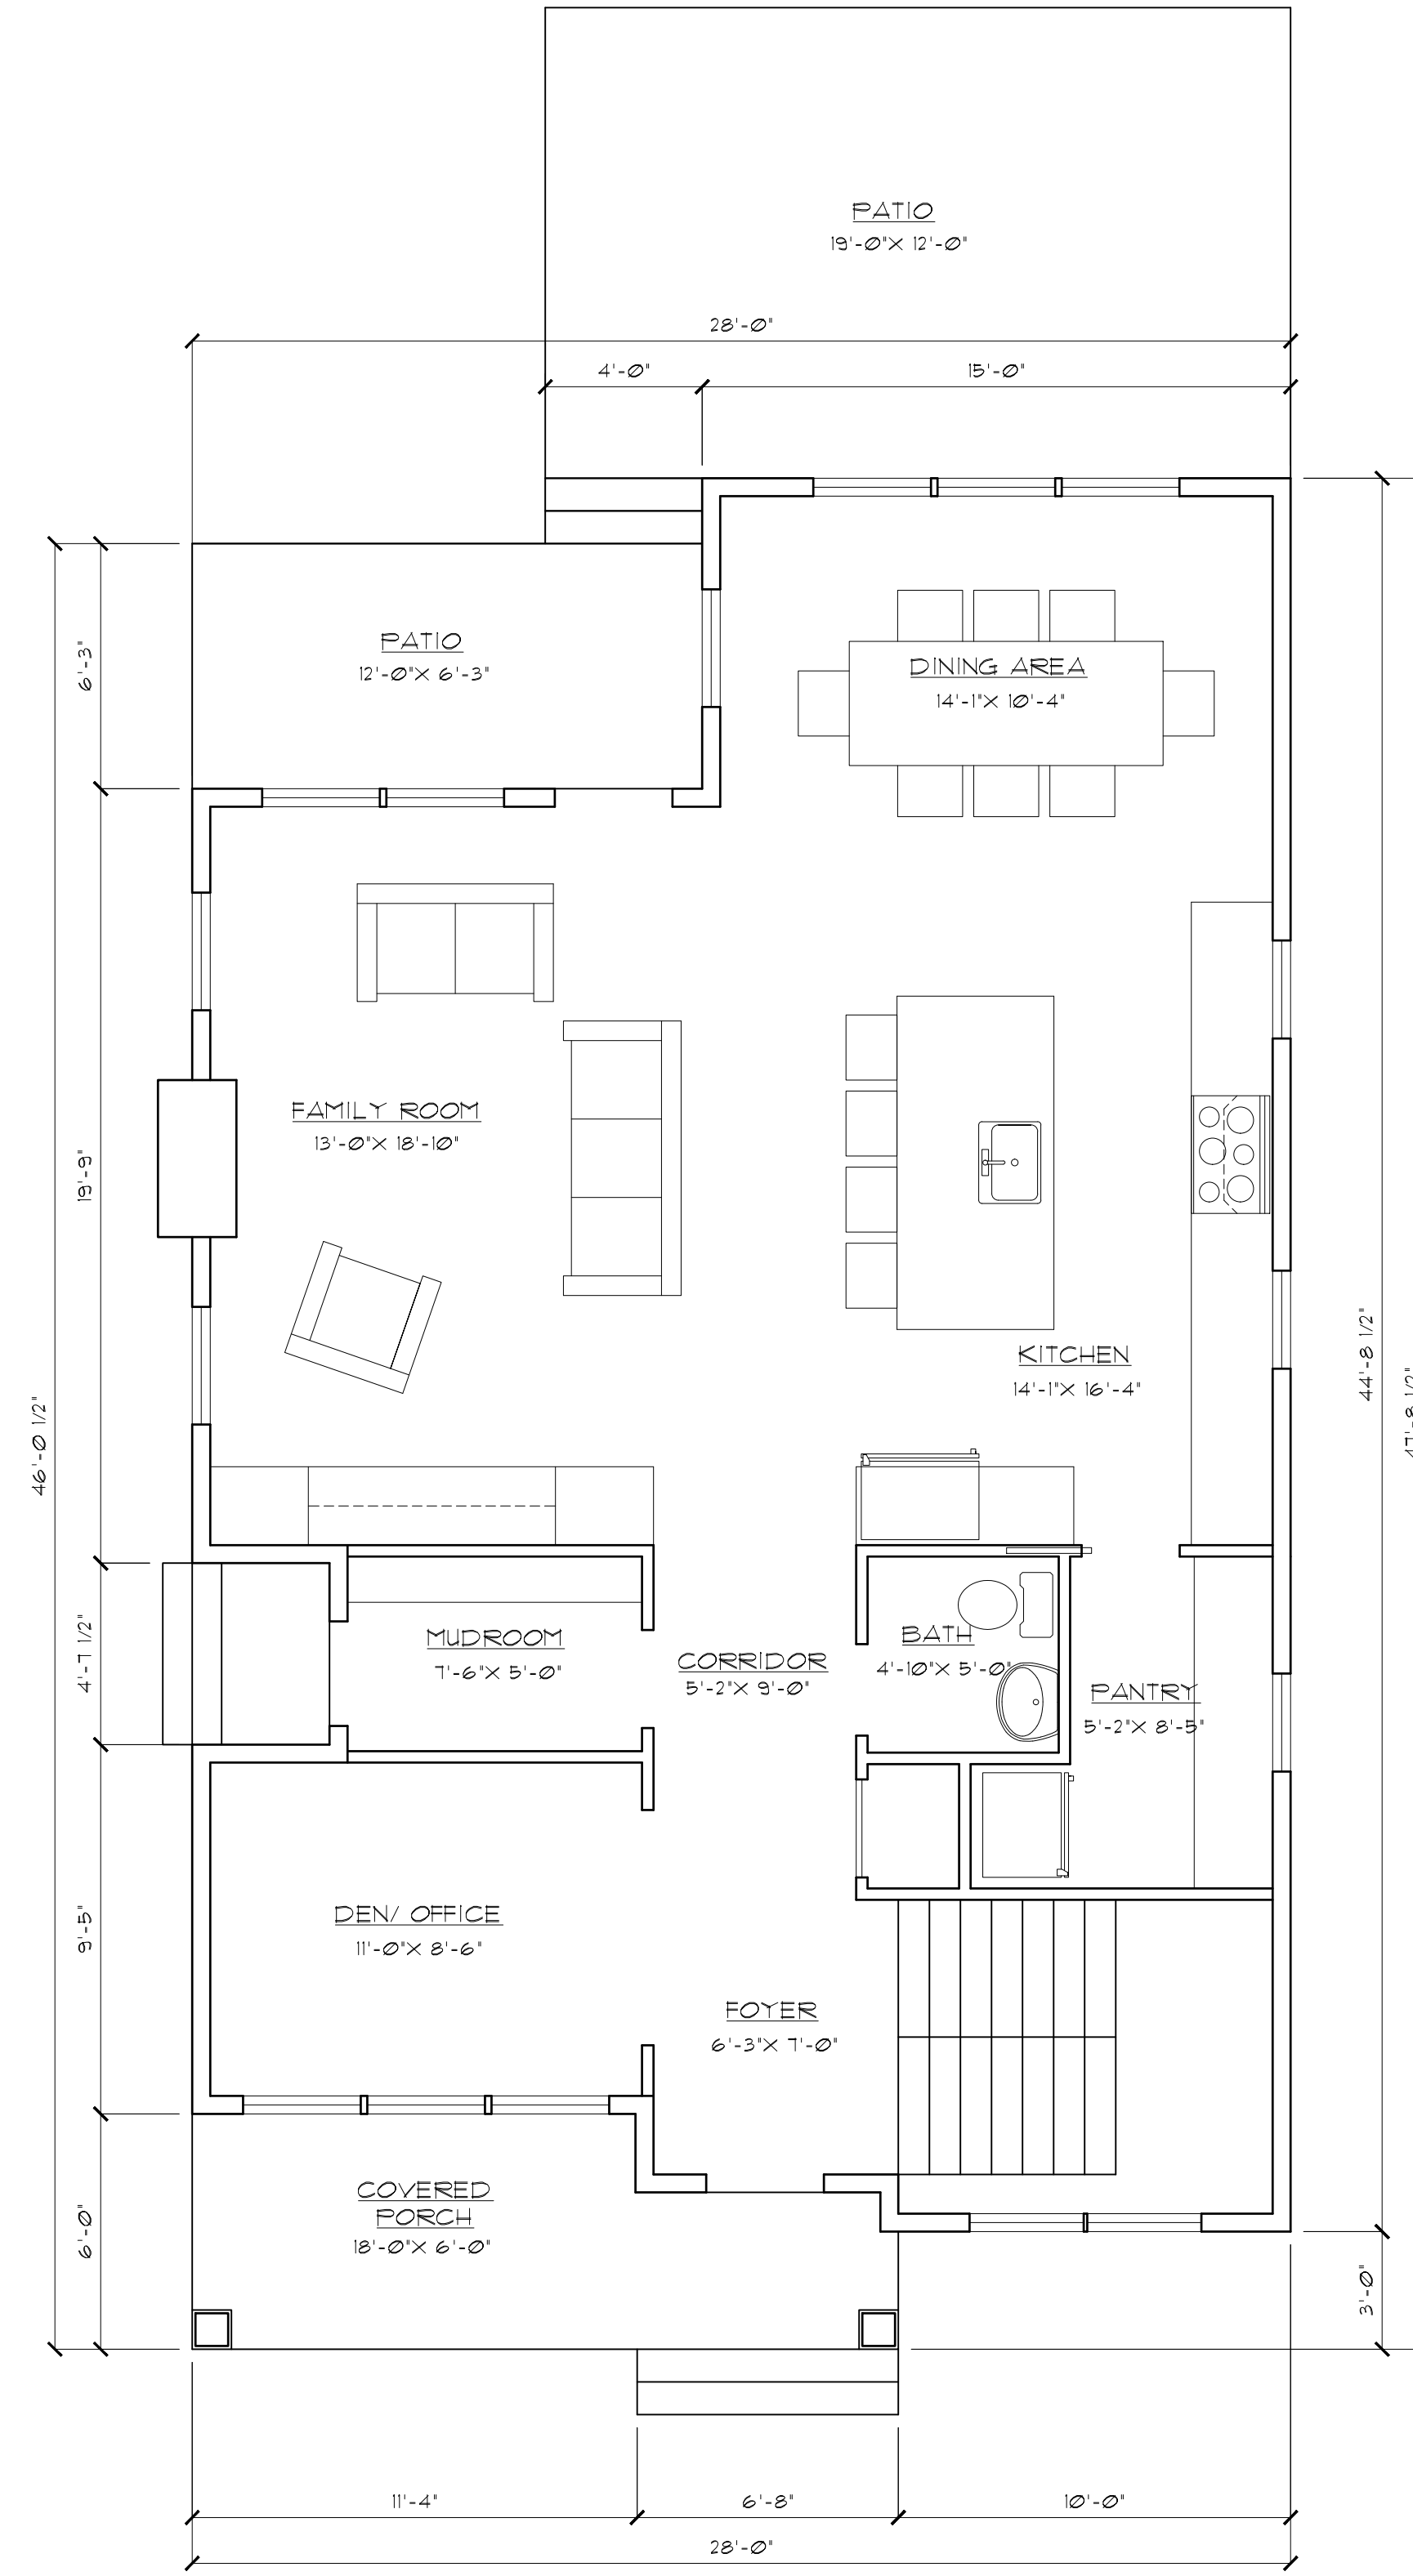 PATIO
19'-0"X 12'-0"
28'-0"
4'-0"
15'-0"
PATIO
12'-0"X 6'-3"
6'-3"
DINING AREA
14'-1"X 10'-4"
FAMILY ROOM
13'-0"X 18'-10"
19'-9"
KITCHEN
14'-1"X 16'-4"
44'-8 1/2"
47'-8 1/2"
46'-0 1/2"
MUDROOM
7'-6"X 5'-0"
4'-7 1/2"
CORRIDOR
5'-2"X 9'-0"
BATH
4'-10"X 5'-0"
PANTRY
5'-2"X 8'-5"
DEN/ OFFICE
11'-0"X 8'-6"
9'-5"
FOYER
6'-3"X 7'-0"
COVERED
PORCH
18'-0"X 6'-0"
6'-0"
3'-0"
11'-4"
6'-8"
10'-0"
28'-0"